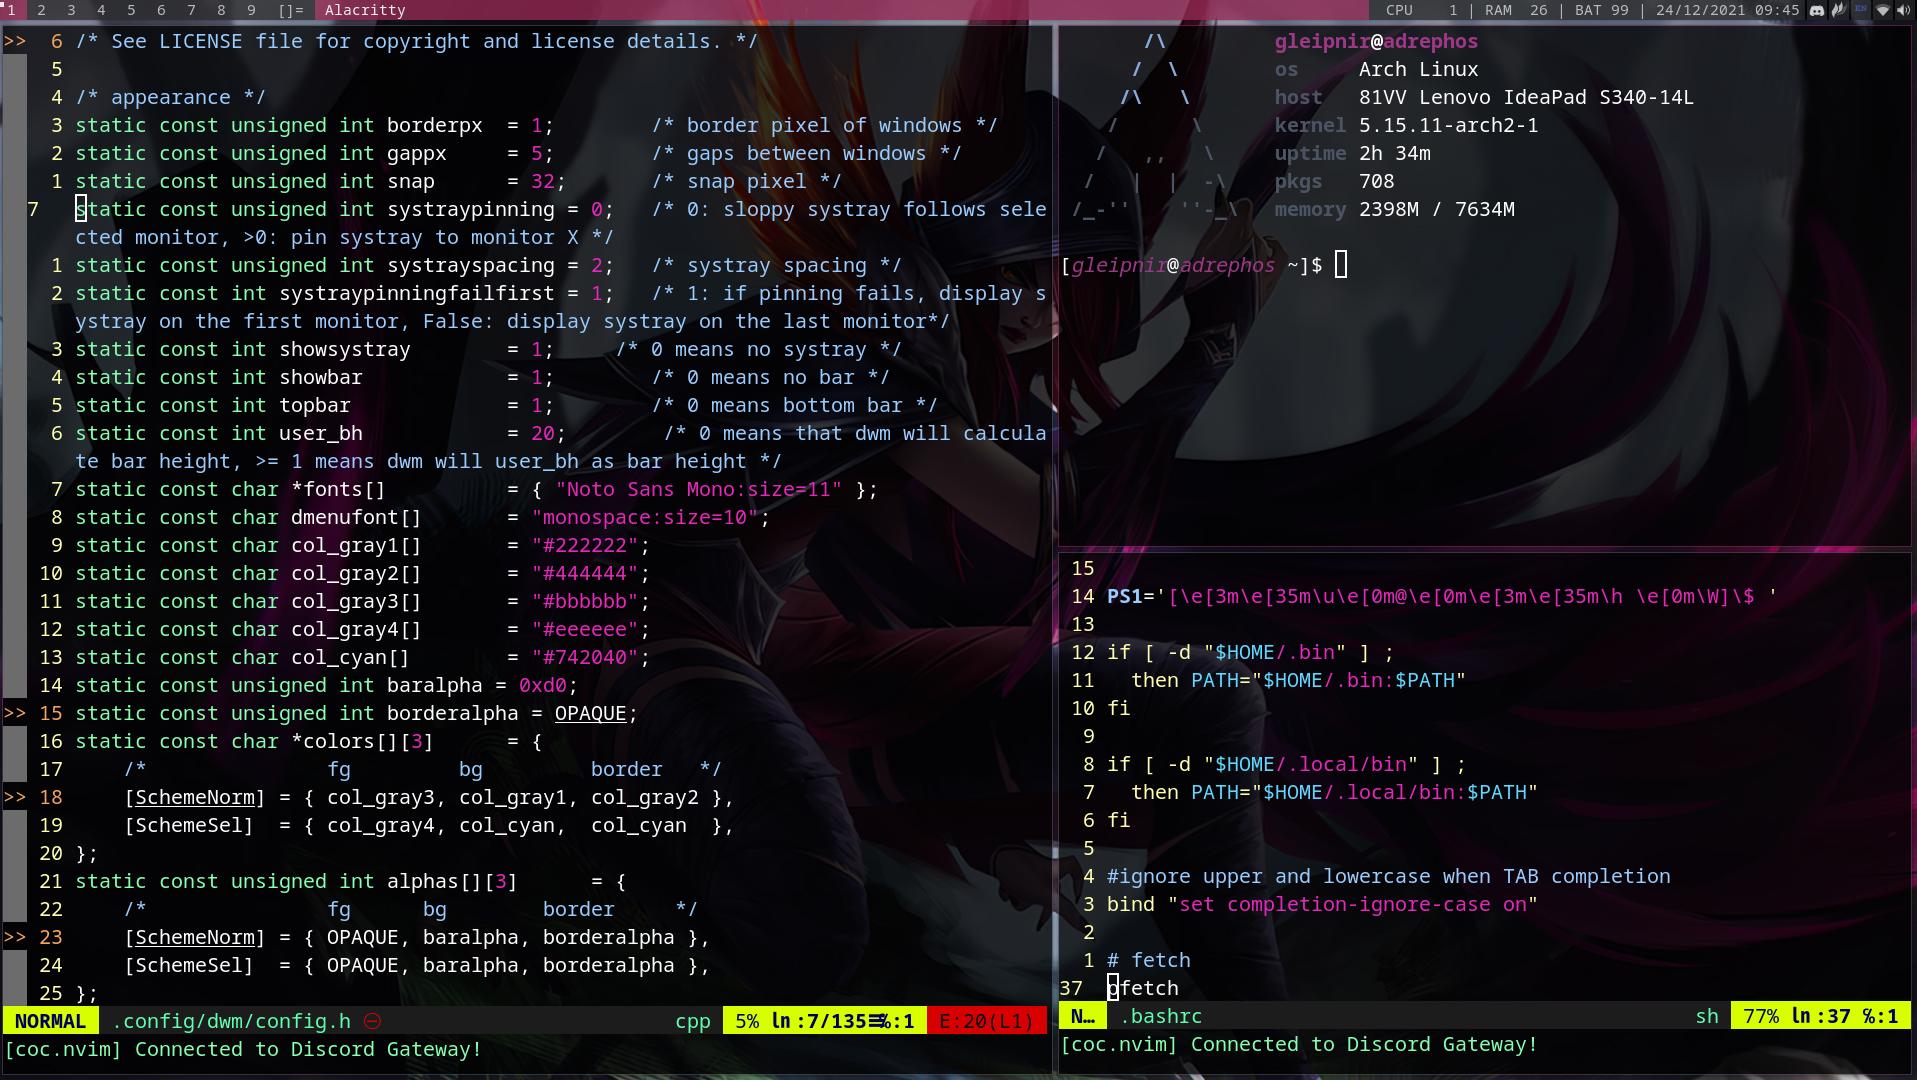 1 2 3 4 5 6 7 8 9 []= Alacritty CPU 1 | RAM 26 | BAT 99 | 24/12/2021 09:45 EN
>> 6 /* See LICENSE file for copyright and license details. */
5
4 /* appearance */
3 static const unsigned int borderpx = 1; /* border pixel of windows */
2 static const unsigned int gappx = 5; /* gaps between windows */
1 static const unsigned int snap = 32; /* snap pixel */
7 static const unsigned int systraypinning = 0; /* 0: sloppy systray follows sele
cted monitor, >0: pin systray to monitor X */
1 static const unsigned int systrayspacing = 2; /* systray spacing */
2 static const int systraypinningfailfirst = 1; /* 1: if pinning fails, display s
ystray on the first monitor, False: display systray on the last monitor*/
3 static const int showsystray = 1; /* 0 means no systray */
4 static const int showbar = 1; /* 0 means no bar */
5 static const int topbar = 1; /* 0 means bottom bar */
6 static const int user_bh = 20; /* 0 means that dwm will calcula
te bar height, >= 1 means dwm will user_bh as bar height */
7 static const char *fonts[] = { "Noto Sans Mono:size=11" };
8 static const char dmenufont[] = "monospace:size=10";
9 static const char col_gray1[] = "#222222";
10 static const char col_gray2[] = "#444444";
11 static const char col_gray3[] = "#bbbbbb";
12 static const char col_gray4[] = "#eeeeee";
13 static const char col_cyan[] = "#742040";
14 static const unsigned int baralpha = 0xd0;
>> 15 static const unsigned int borderalpha = OPAQUE;
16 static const char *colors[][3] = {
17 /* fg bg border */
>> 18 [SchemeNorm] = { col_gray3, col_gray1, col_gray2 },
19 [SchemeSel] = { col_gray4, col_cyan, col_cyan },
20 };
21 static const unsigned int alphas[][3] = {
22 /* fg bg border */
>> 23 [SchemeNorm] = { OPAQUE, baralpha, borderalpha },
24 [SchemeSel] = { OPAQUE, baralpha, borderalpha },
25 };
NORMAL .config/dwm/config.h cpp 5% ln:7/135☰℅:1 E:20(L1)
[coc.nvim] Connected to Discord Gateway!
/\ gleipnir@adrephos
/ \ os Arch Linux
/\ \ host 81VV Lenovo IdeaPad S340-14L
/ \ kernel 5.15.11-arch2-1
/ ,, \ uptime 2h 34m
/ | | -\ pkgs 708
/_-'' ''-_\ memory 2398M / 7634M
[gleipnir@adrephos ~]$
15
14 PS1='[\e[3m\e[35m\u\e[0m@\e[0m\e[3m\e[35m\h \e[0m\W]\$ '
13
12 if [ -d "$HOME/.bin" ] ;
11 then PATH="$HOME/.bin:$PATH"
10 fi
9
8 if [ -d "$HOME/.local/bin" ] ;
7 then PATH="$HOME/.local/bin:$PATH"
6 fi
5
4 #ignore upper and lowercase when TAB completion
3 bind "set completion-ignore-case on"
2
1 # fetch
37 pfetch
N… .bashrc sh 77% ln:37 ℅:1
[coc.nvim] Connected to Discord Gateway!